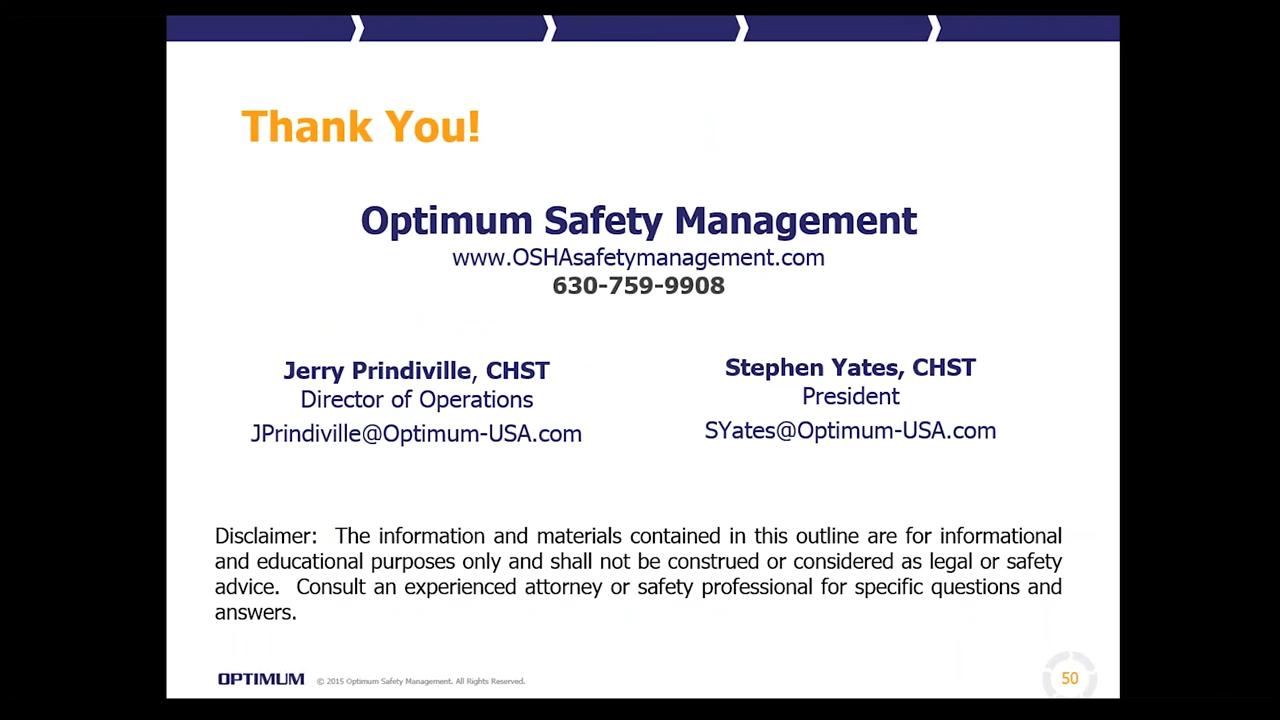 Thank You!
Optimum Safety Management
www.OSHAsafetymanagement.com
630-759-9908
Jerry Prindiville, CHST
Director of Operations
JPrindiville@Optimum-USA.com
Stephen Yates, CHST
President
SYates@Optimum-USA.com
Disclaimer: The information and materials contained in this outline are for informational
and educational purposes only and shall not be construed or considered as legal or safety
advice. Consult an experienced attorney or safety professional for specific questions and
answers.
OPTIMUM © 2015 Optimum Safety Management. All Rights Reserved.
50